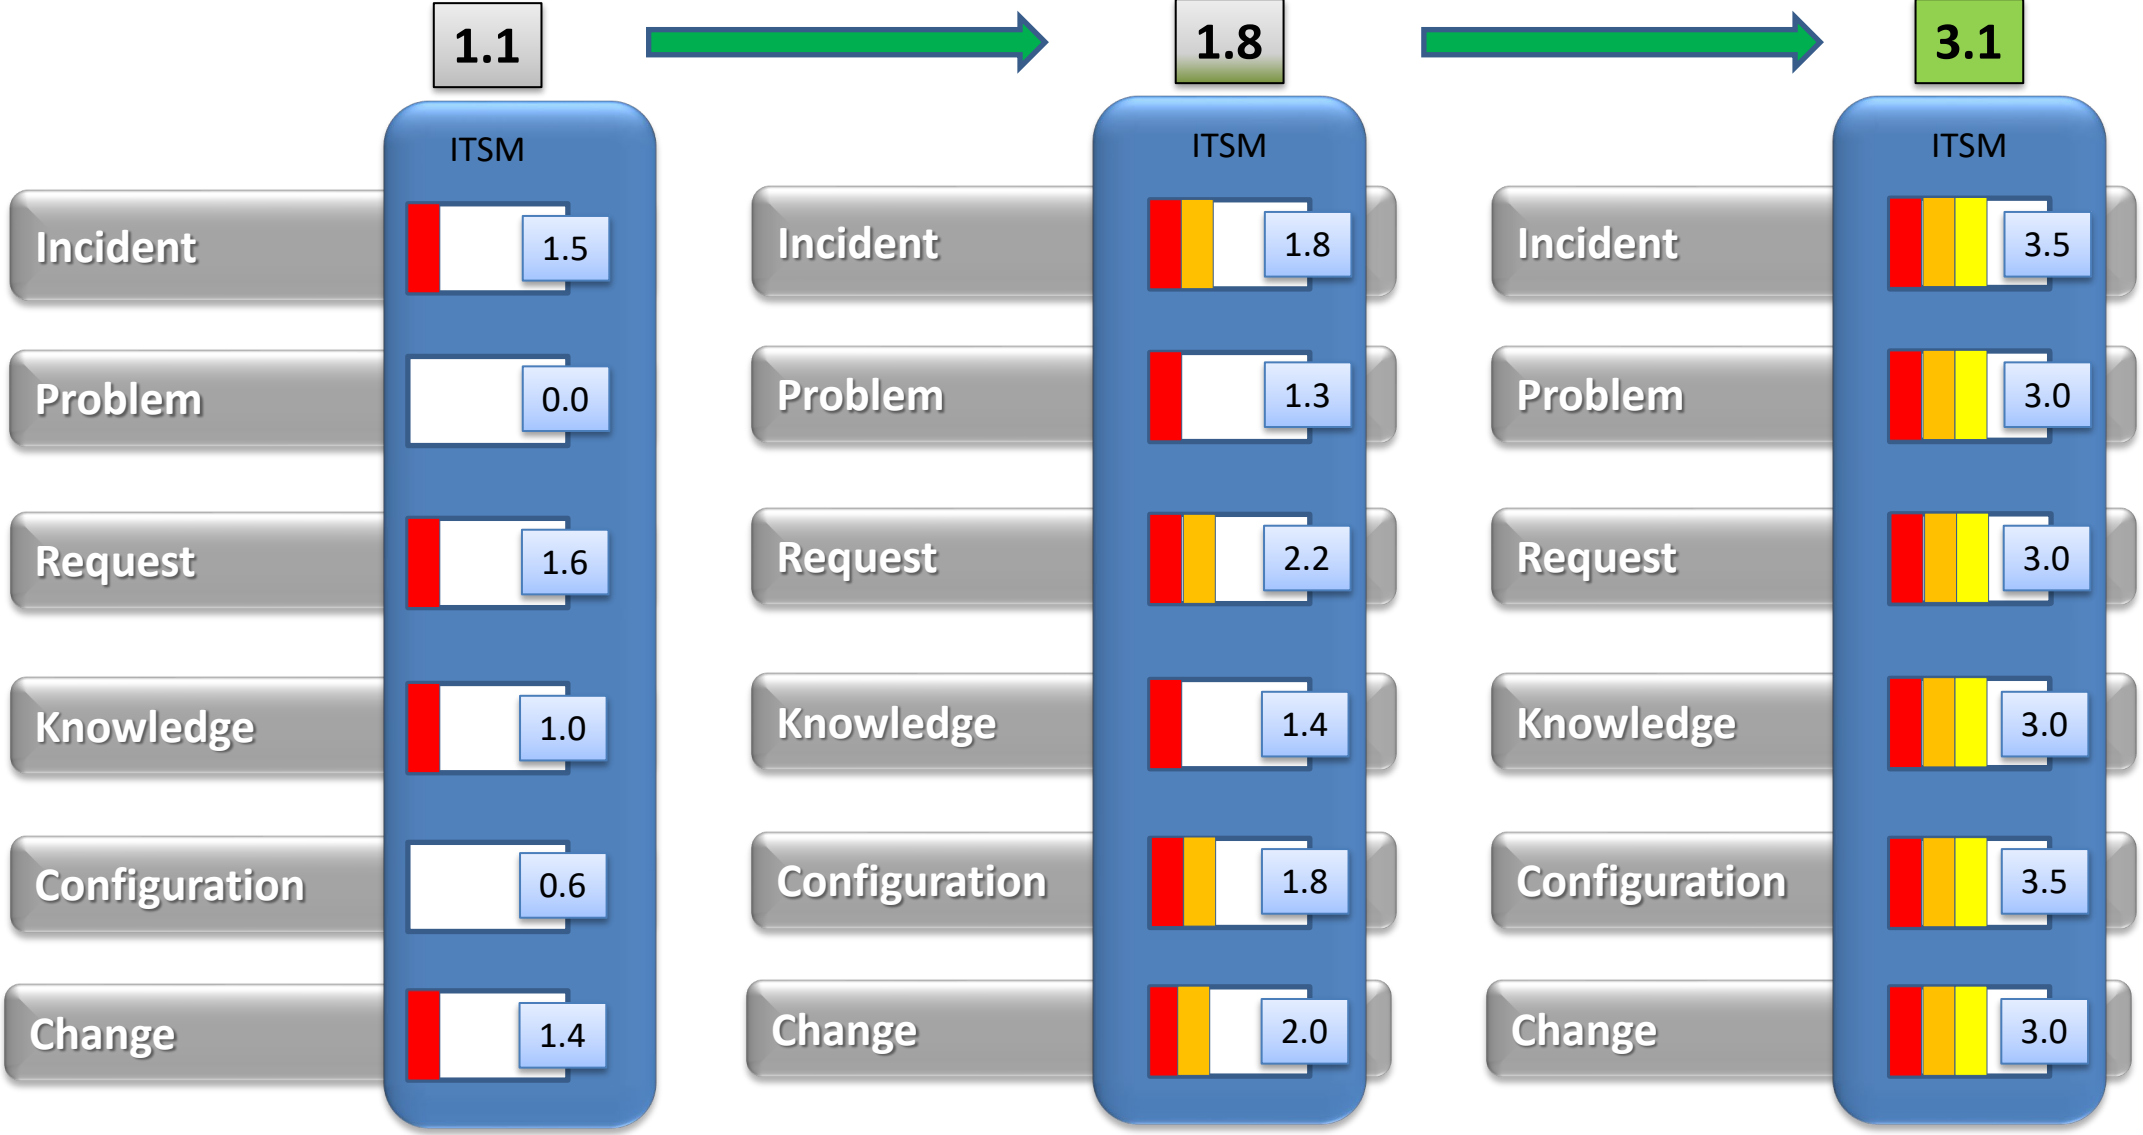 1.1
1.8
3.1
ITSM
Incident 1.5
Problem 0.0
Request 1.6
Knowledge 1.0
Configuration 0.6
Change 1.4
ITSM
Incident 1.8
Problem 1.3
Request 2.2
Knowledge 1.4
Configuration 1.8
Change 2.0
ITSM
Incident 3.5
Problem 3.0
Request 3.0
Knowledge 3.0
Configuration 3.5
Change 3.0